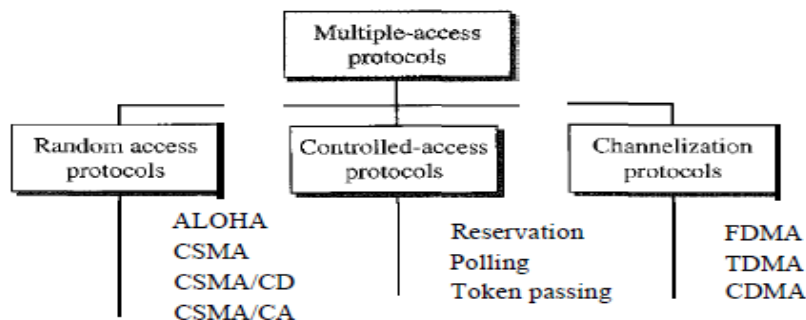 Multiple-access
protocols
Random access
protocols
Controlled-access
protocols
Channelization
protocols
ALOHA
CSMA
CSMA/CD
CSMA/CA
Reservation
Polling
Token passing
FDMA
TDMA
CDMA